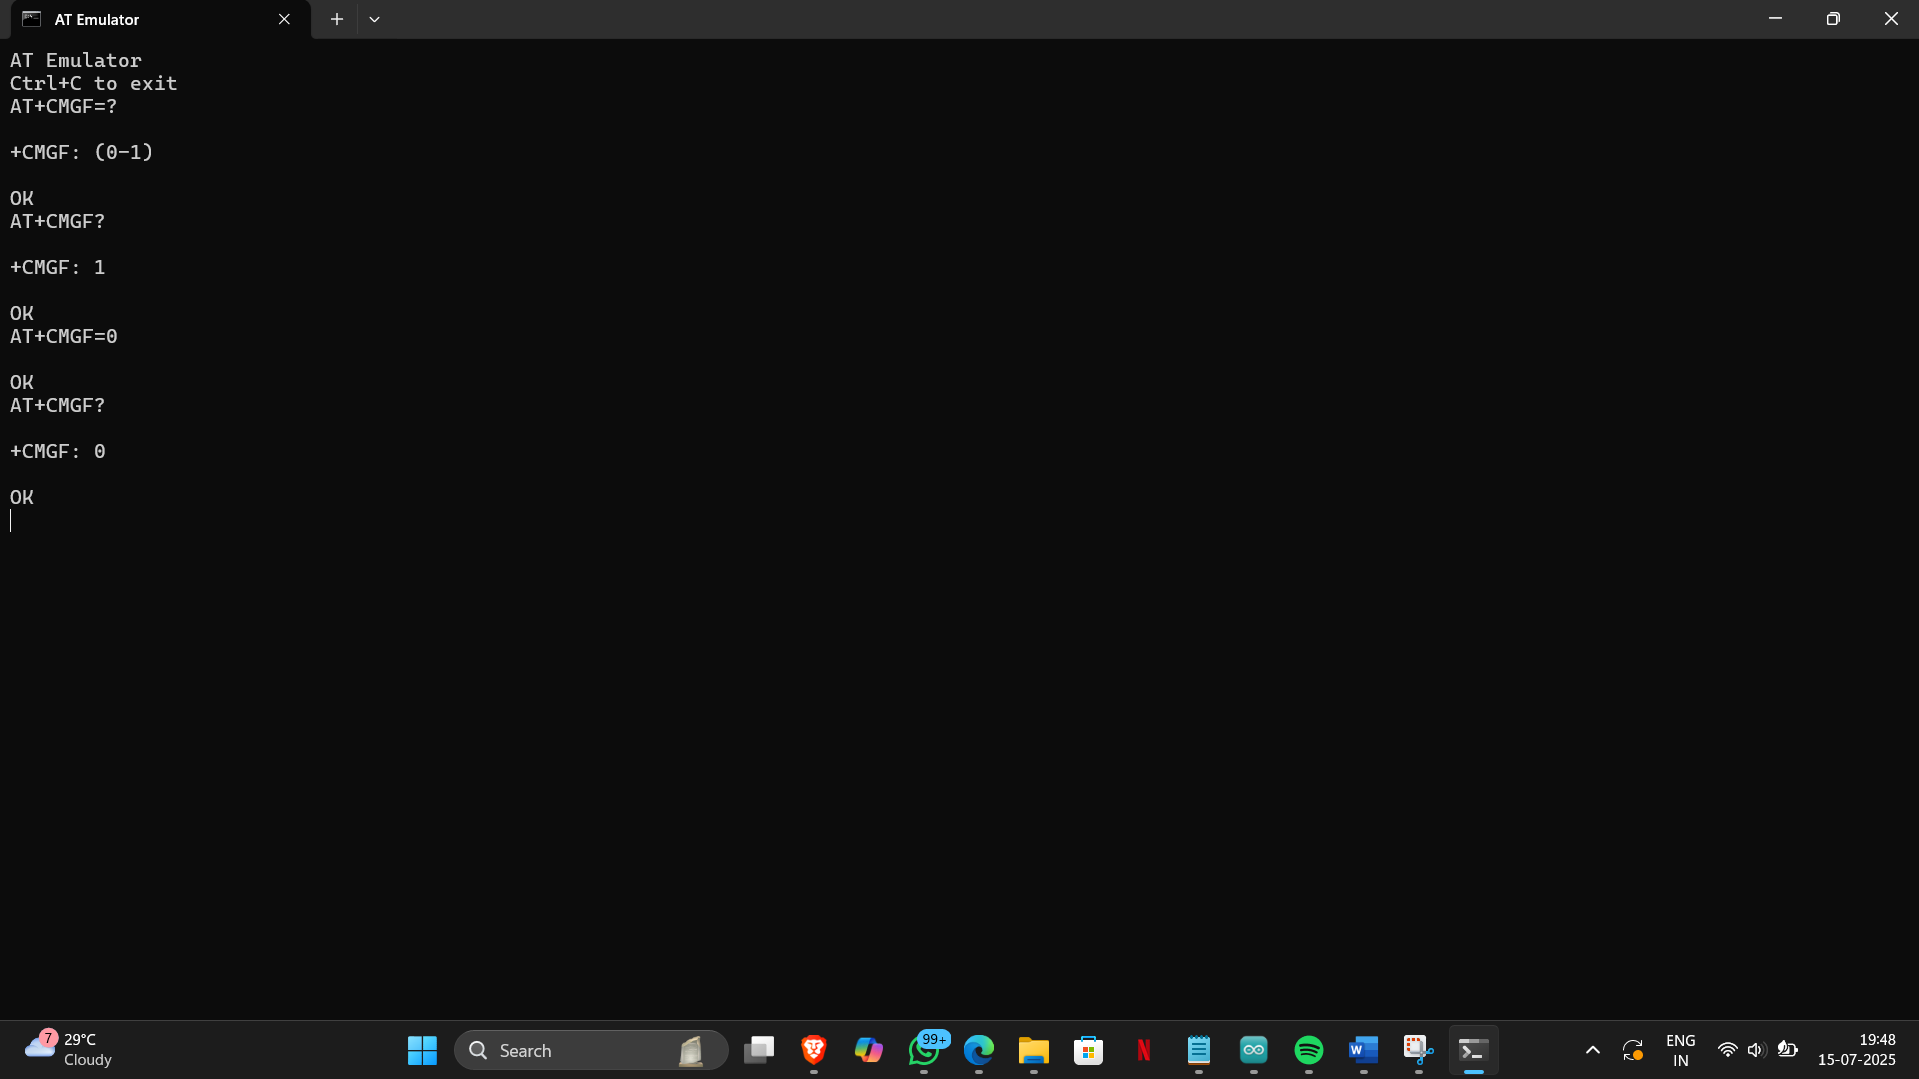 AT Emulator
AT Emulator
Ctrl+C to exit
AT+CMGF=?
+CMGF: (0-1)
OK
AT+CMGF?
+CMGF: 1
OK
AT+CMGF=0
OK
AT+CMGF?
+CMGF: 0
OK
7
29°C
Cloudy
Search
99+
N
W
ENG
IN
19:48
15-07-2025